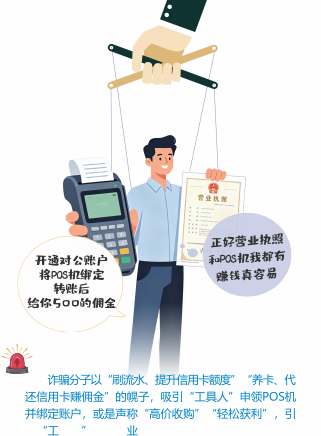 营业执照
开通对公账户
将POS机绑定
转账后
给你500的佣金
正好营业执照
和POS机我都有
赚钱真容易
诈骗分子以“刷流水、提升信用卡额度”“养卡、代
还信用卡赚佣金”的幌子，吸引“工具人”申领POS机
并绑定账户，或是声称“高价收购”“轻松获利”，引
“工 ” 业